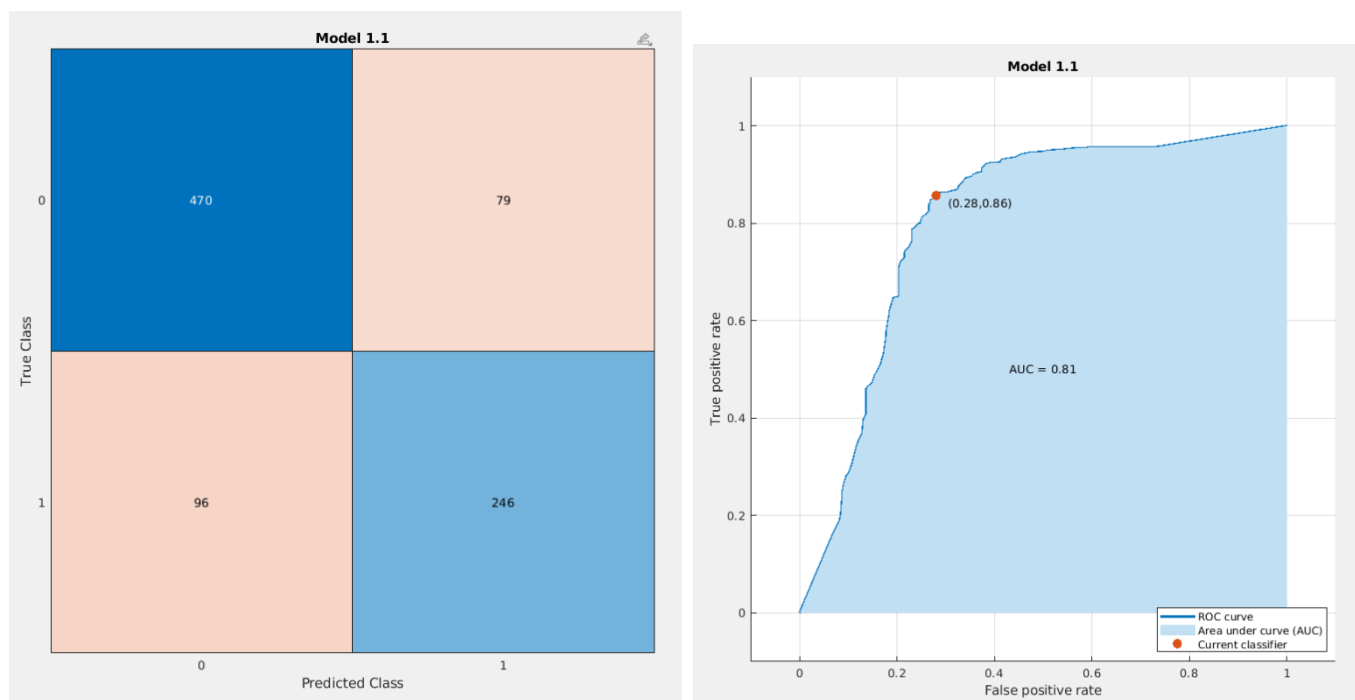 Model 1.1
0
470
79
True Class
1
96
246
0
1
Predicted Class
Model 1.1
1
0.8
0.6
0.4
0.2
0
True positive rate
(0.28,0.86)
AUC = 0.81
ROC curve
Area under curve (AUC)
Current classifier
0
0.2
0.4
0.6
0.8
1
False positive rate